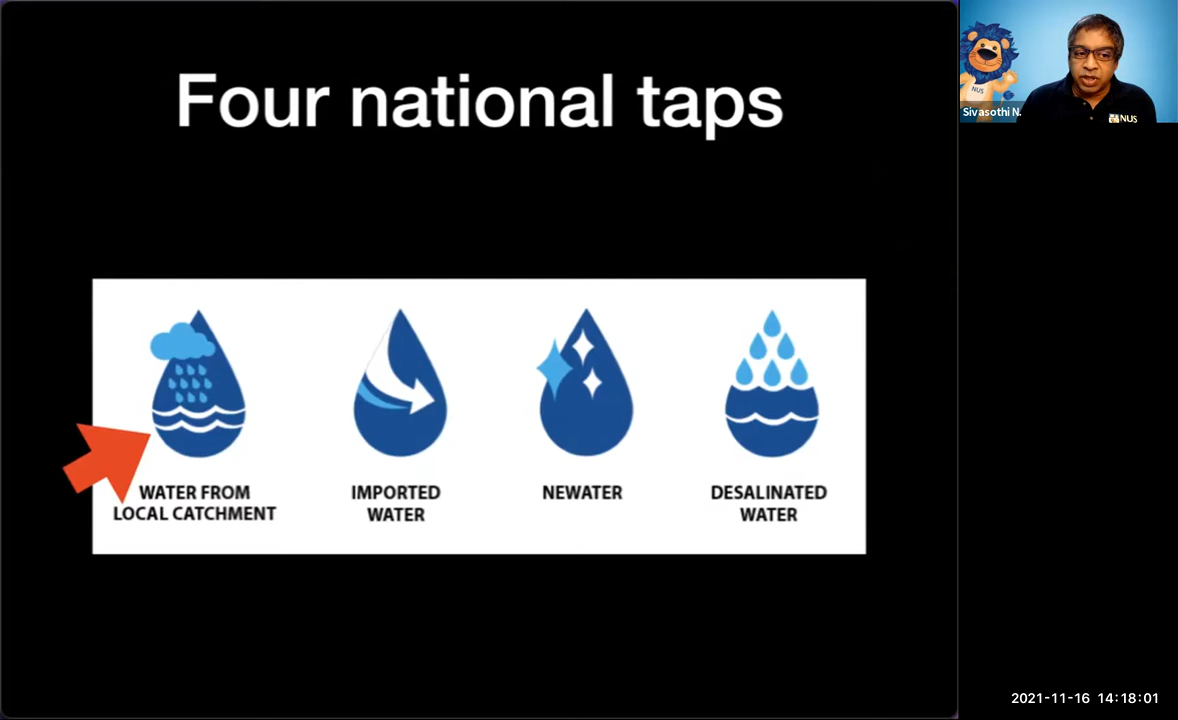 Four national taps
WATER FROM
LOCAL CATCHMENT
IMPORTED
WATER
NEWATER
DESALINATED
WATER
NUS
Sivasothi N.
NUS
2021-11-16 14:18:01